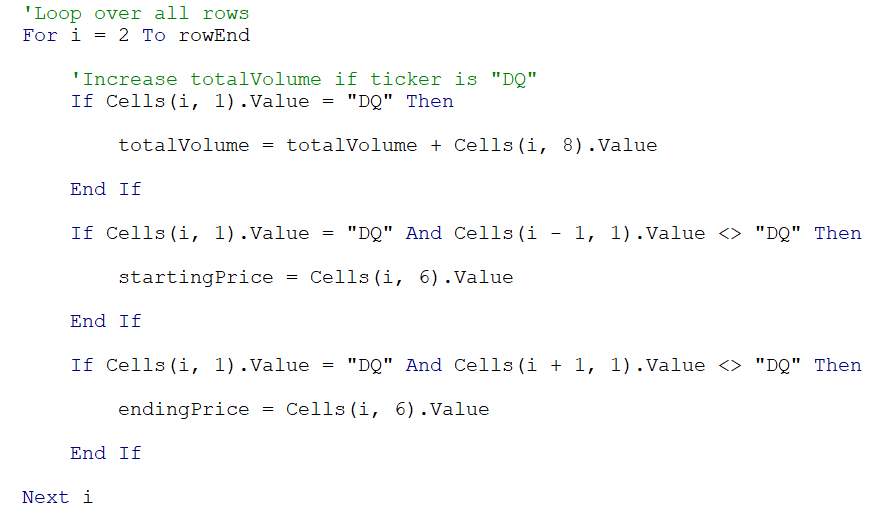 'Loop over all rows
For i = 2 To rowEnd
'Increase totalVolume if ticker is "DQ"
If Cells(i, 1).Value = "DQ" Then
totalVolume = totalVolume + Cells(i, 8).Value
End If
If Cells(i, 1).Value = "DQ" And Cells(i - 1, 1).Value <> "DQ" Then
startingPrice = Cells(i, 6).Value
End If
If Cells(i, 1).Value = "DQ" And Cells(i + 1, 1).Value <> "DQ" Then
endingPrice = Cells(i, 6).Value
End If
Next i